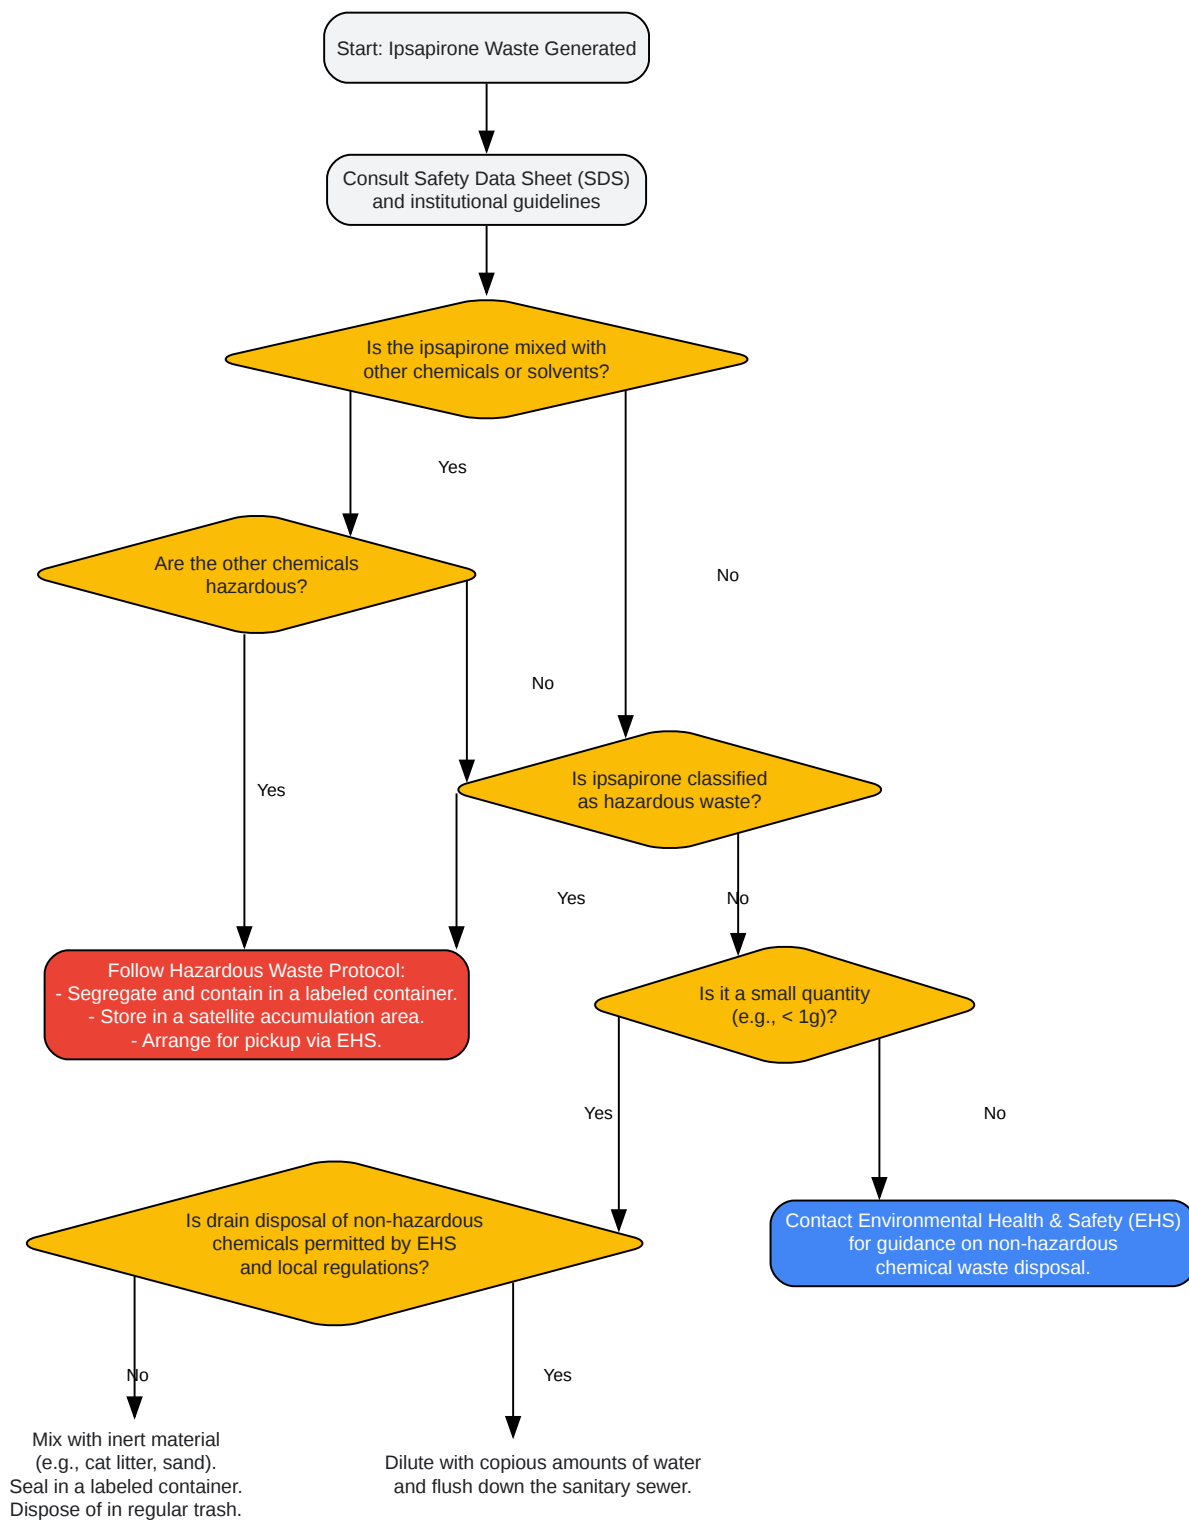 Start: Ipsapirone Waste Generated
Consult Safety Data Sheet (SDS)
and institutional guidelines
Is the ipsapirone mixed with
other chemicals or solvents?
Yes
Are the other chemicals
hazardous?
No
No
Is ipsapirone classified
as hazardous waste?
Yes
Yes
No
Follow Hazardous Waste Protocol:
- Segregate and contain in a labeled container.
- Store in a satellite accumulation area.
- Arrange for pickup via EHS.
Is it a small quantity
(e.g., < 1g)?
Yes
No
Is drain disposal of non-hazardous
chemicals permitted by EHS
and local regulations?
Contact Environmental Health & Safety (EHS)
for guidance on non-hazardous
chemical waste disposal.
No
Yes
Mix with inert material
(e.g., cat litter, sand).
Seal in a labeled container.
Dispose of in regular trash.
Dilute with copious amounts of water
and flush down the sanitary sewer.